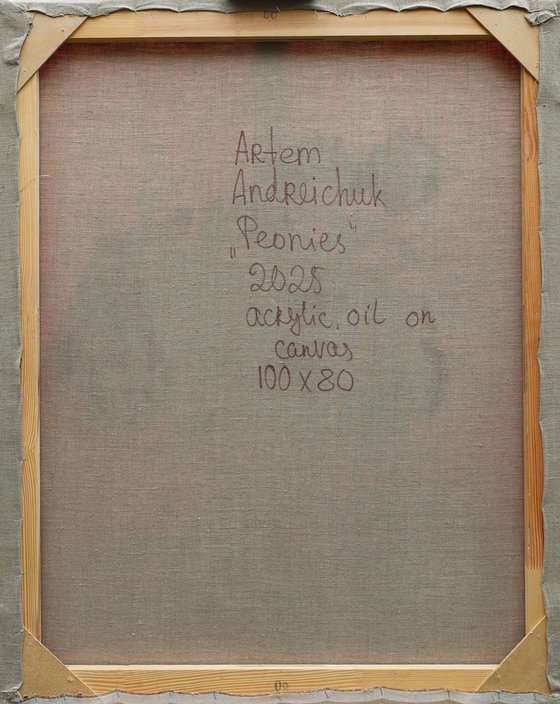 Artem
Andreichuk
„Peonies"
2025
acrylic, oil on
canvas
100 x 80